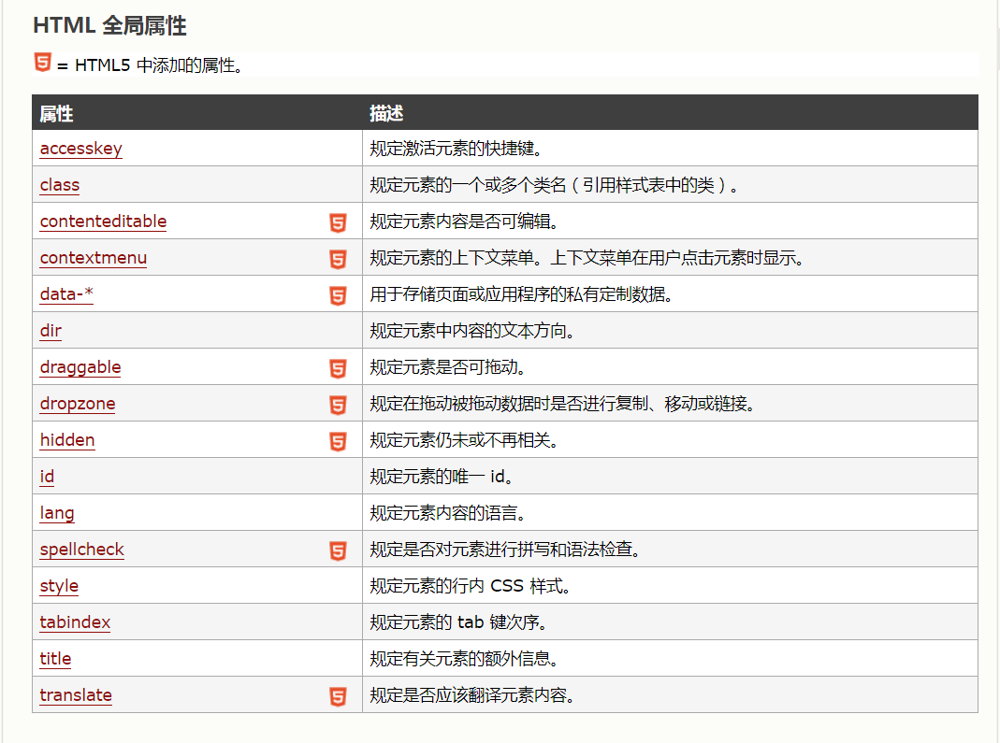 HTML 全局属性
5 = HTML5 中添加的属性。
属性 描述
accesskey 规定激活元素的快捷键。
class 规定元素的一个或多个类名（引用样式表中的类）。
contenteditable 5 规定元素内容是否可编辑。
contextmenu 5 规定元素的上下文菜单。上下文菜单在用户点击元素时显示。
data-* 5 用于存储页面或应用程序的私有定制数据。
dir 规定元素中内容的文本方向。
draggable 5 规定元素是否可拖动。
dropzone 5 规定在拖动被拖动数据时是否进行复制、移动或链接。
hidden 5 规定元素仍未或不再相关。
id 规定元素的唯一 id。
lang 规定元素内容的语言。
spellcheck 5 规定是否对元素进行拼写和语法检查。
style 规定元素的行内 CSS 样式。
tabindex 规定元素的 tab 键次序。
title 规定有关元素的额外信息。
translate 5 规定是否应该翻译元素内容。